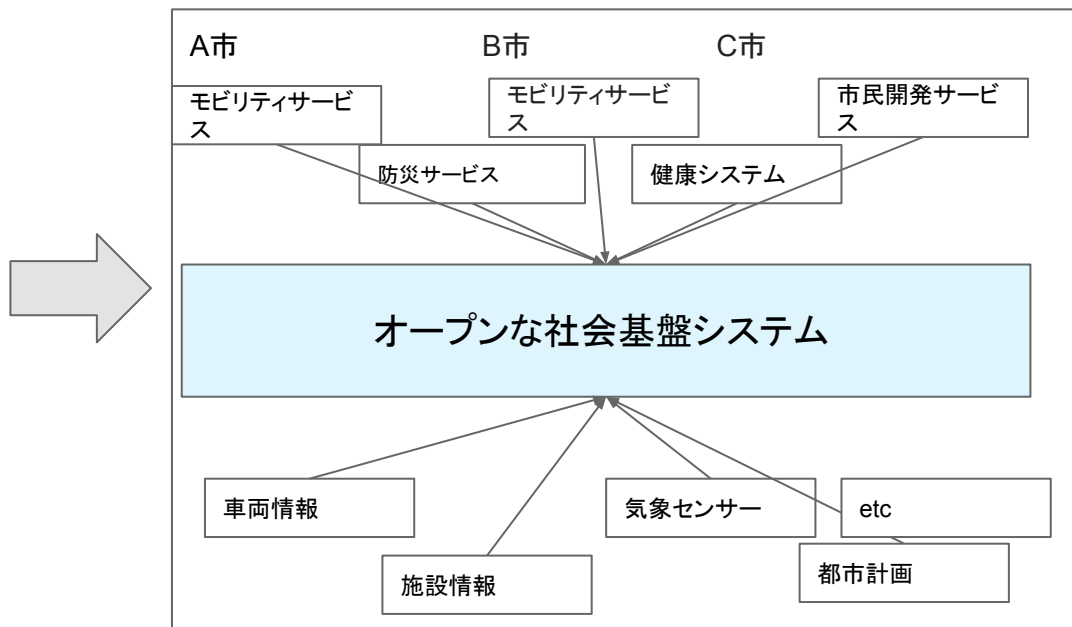 A市
B市
C市
モビリティサービ
ス
モビリティサービ
ス
市民開発サービ
ス
防災サービス
健康システム
オープンな社会基盤システム
車両情報
気象センサー
etc
施設情報
都市計画